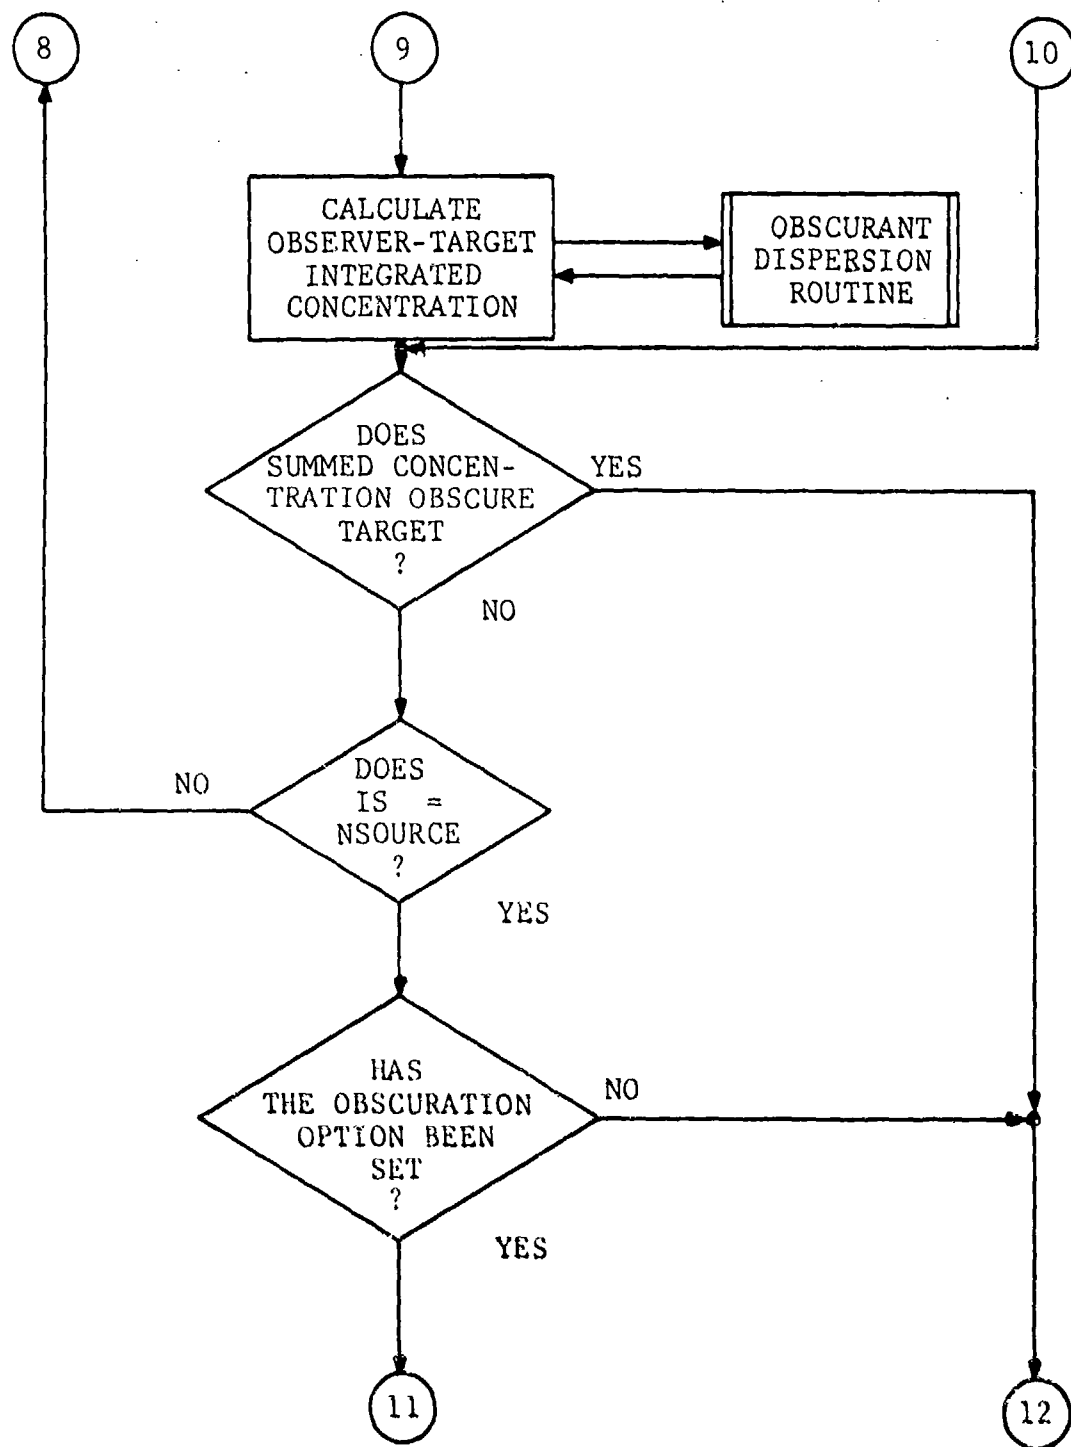 8
9
10
CALCULATE
OBSERVER-TARGET
INTEGRATED
CONCENTRATION
OBSCURANT
DISPERSION
ROUTINE
DOES
SUMMED CONCEN-
TRATION OBSCURE
TARGET
?
YES
NO
DOES
IS =
NSOURCE
?
NO
YES
HAS
THE OBSCURATION
OPTION BEEN
SET
?
NO
YES
11
12